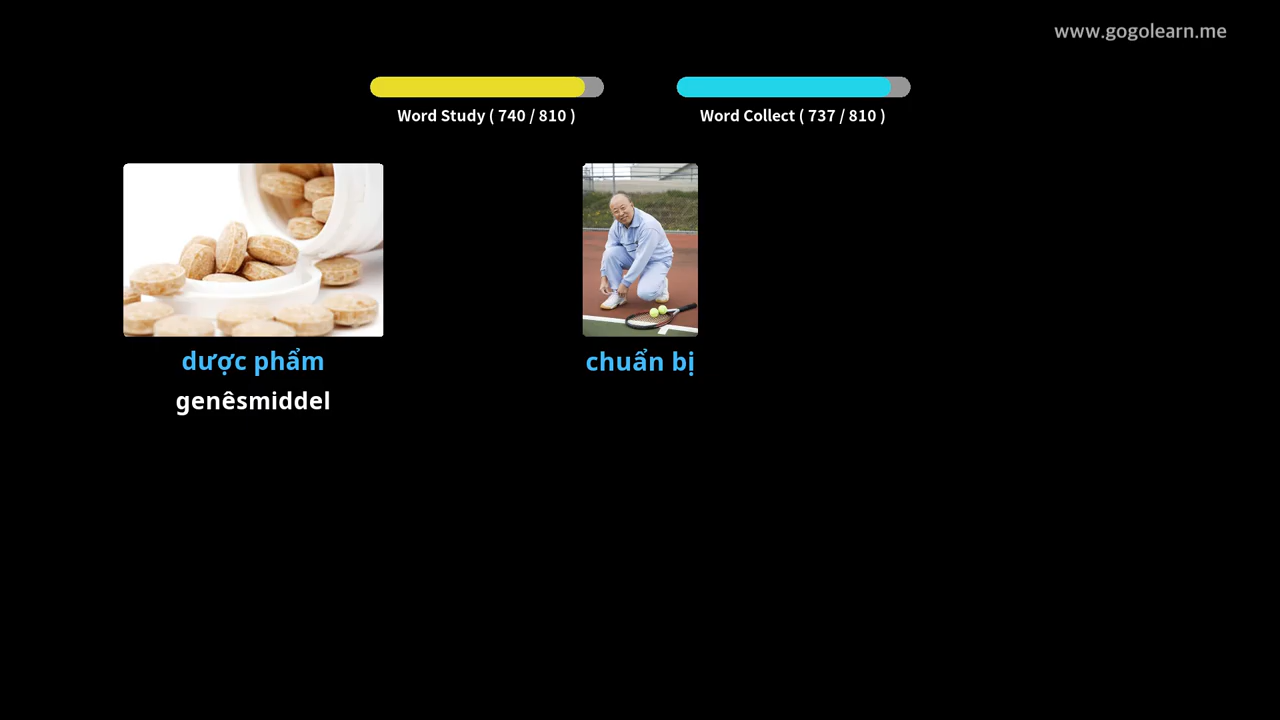 www.gogolearn.me
Word Study ( 740 / 810 )
Word Collect ( 737 / 810 )
dược phẩm
genêsmiddel
chuẩn bị